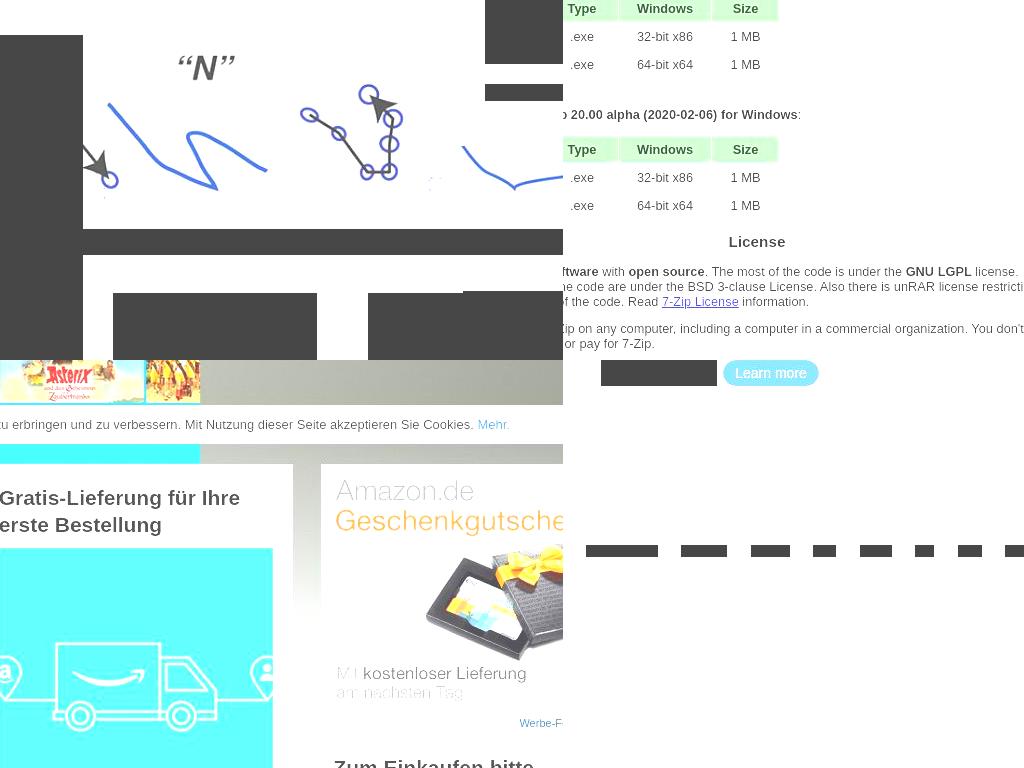 “N”
Type Windows Size
.exe 32-bit x86 1 MB
.exe 64-bit x64 1 MB
20.00 alpha (2020-02-06) for Windows:
Type Windows Size
.exe 32-bit x86 1 MB
.exe 64-bit x64 1 MB
License
with open source. The most of the code is under the GNU LGPL license.
code are under the BSD 3-clause License. Also there is unRAR license
of the code. Read 7-Zip License information.
on any computer, including a computer in a commercial organization. You don't
or pay for 7-Zip.
Learn more
Asterix
und das Geheimnis
des Zaubertranks
zu erbringen und zu verbessern. Mit Nutzung dieser Seite akzeptieren Sie Cookies. Mehr.
Gratis-Lieferung für Ihre
erste Bestellung
a
Amazon.de
Geschenkgutsche
Mit kostenloser Lieferung
am nächsten Tag
Werbe-F
Zum Einkaufen bitte